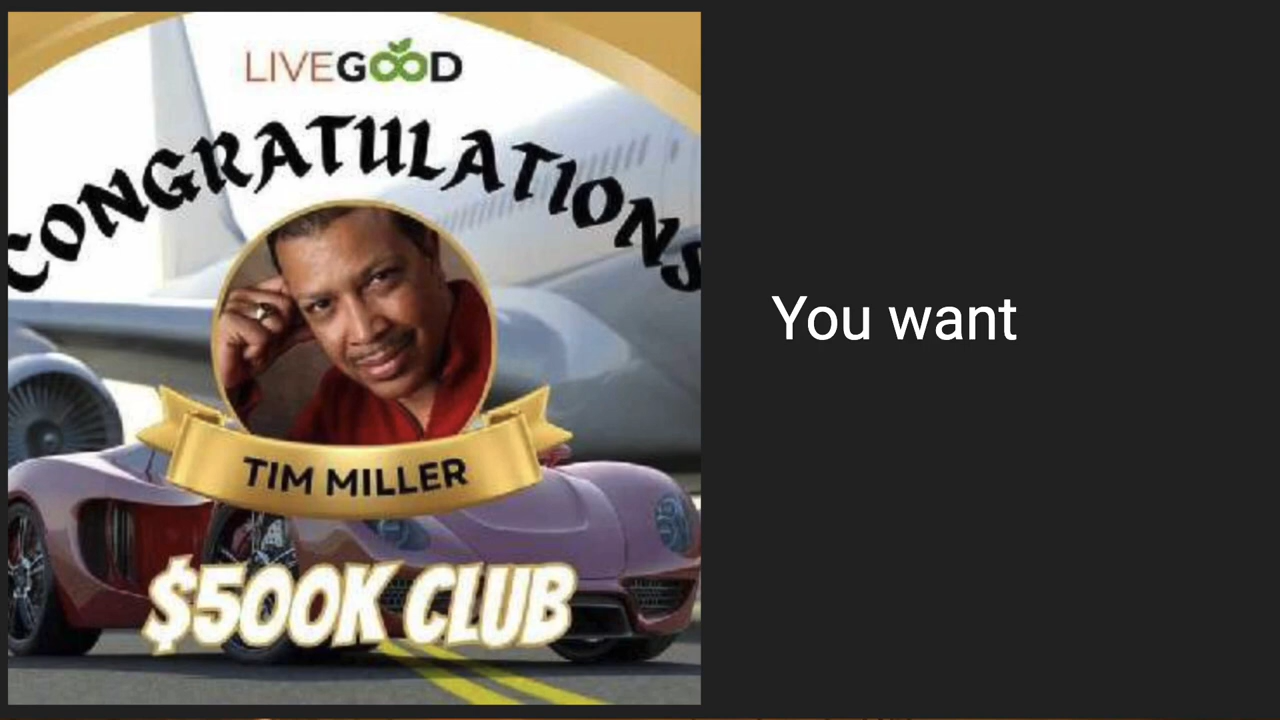 LIVEGOOD
CONGRATULATIONS
TIM MILLER
$500K CLUB
You want